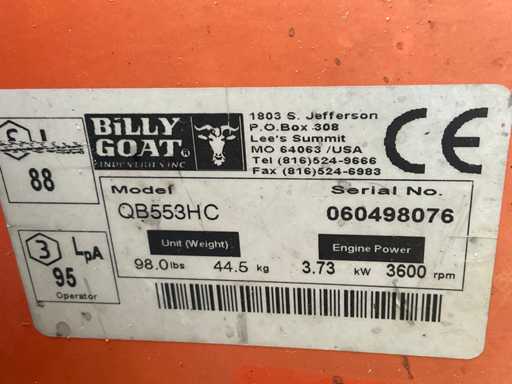 BiLLY
GOAT®
INDUSTRIES INC
1803 S. Jefferson
P.O.Box 308
Lee's Summit
MO 64063 /USA
Tel (816)524-9666
Fax (816)524-6983
CE
88
Model
QB553HC
Serial No.
060498076
Unit (Weight)
Engine Power
98.0lbs 44.5 kg 3.73 kW 3600 rpm
3 LpA
95
Operator